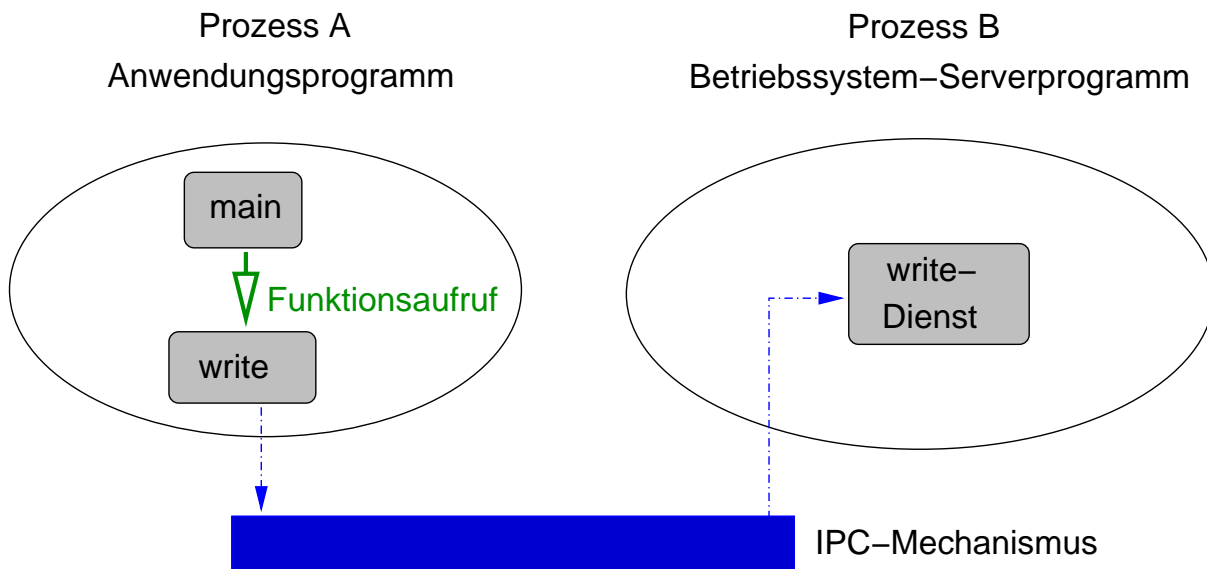 Prozess A
Anwendungsprogramm
Prozess B
Betriebssystem−Serverprogramm
main
Funktionsaufruf
write
write−
Dienst
IPC−Mechanismus